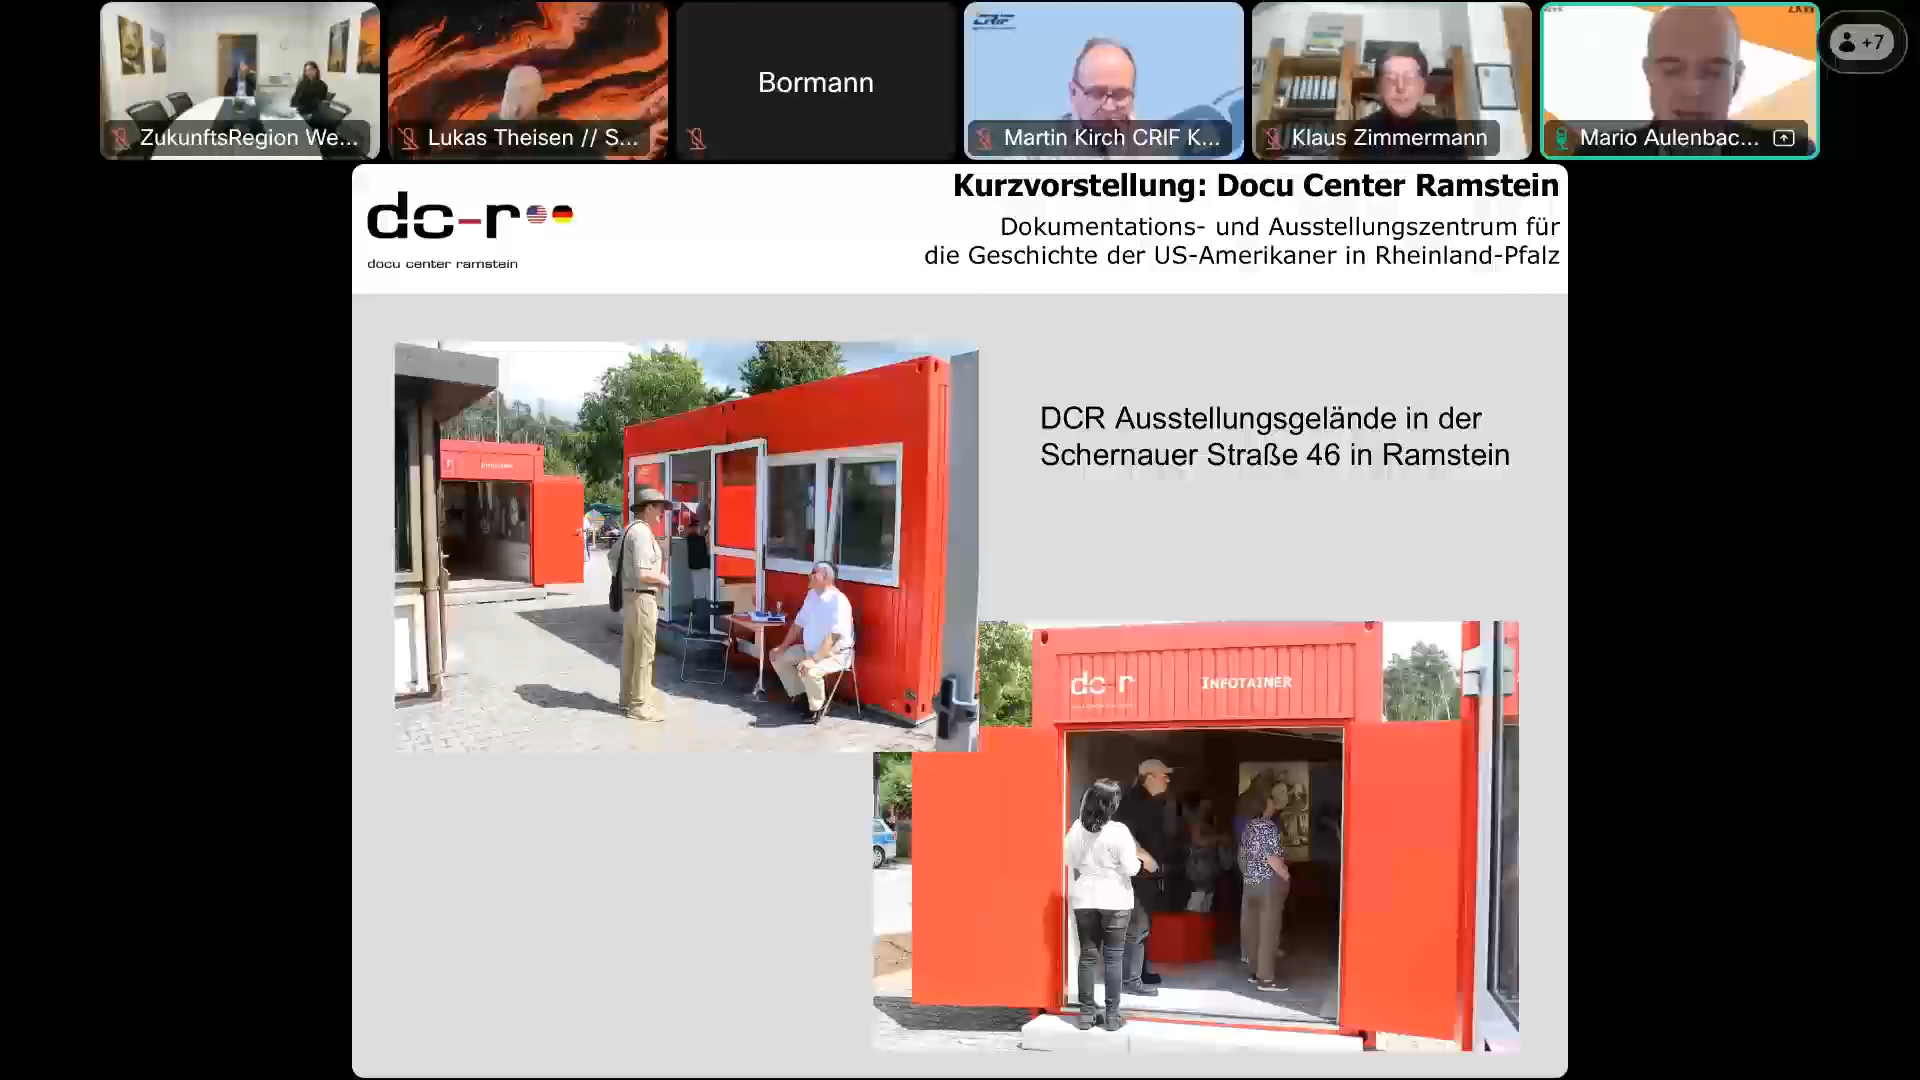 Bormann
+7
ZukunftsRegion We...
Lukas Theisen // S...
Martin Kirch CRIF K...
Klaus Zimmermann
Mario Aulenbac...
CRIF
dc-r
docu center ramstein
Kurzvorstellung: Docu Center Ramstein
Dokumentations- und Ausstellungszentrum für
die Geschichte der US-Amerikaner in Rheinland-Pfalz
DCR Ausstellungsgelände in der
Schernauer Straße 46 in Ramstein
INFOTAINER
dc-r
INFOTAINER